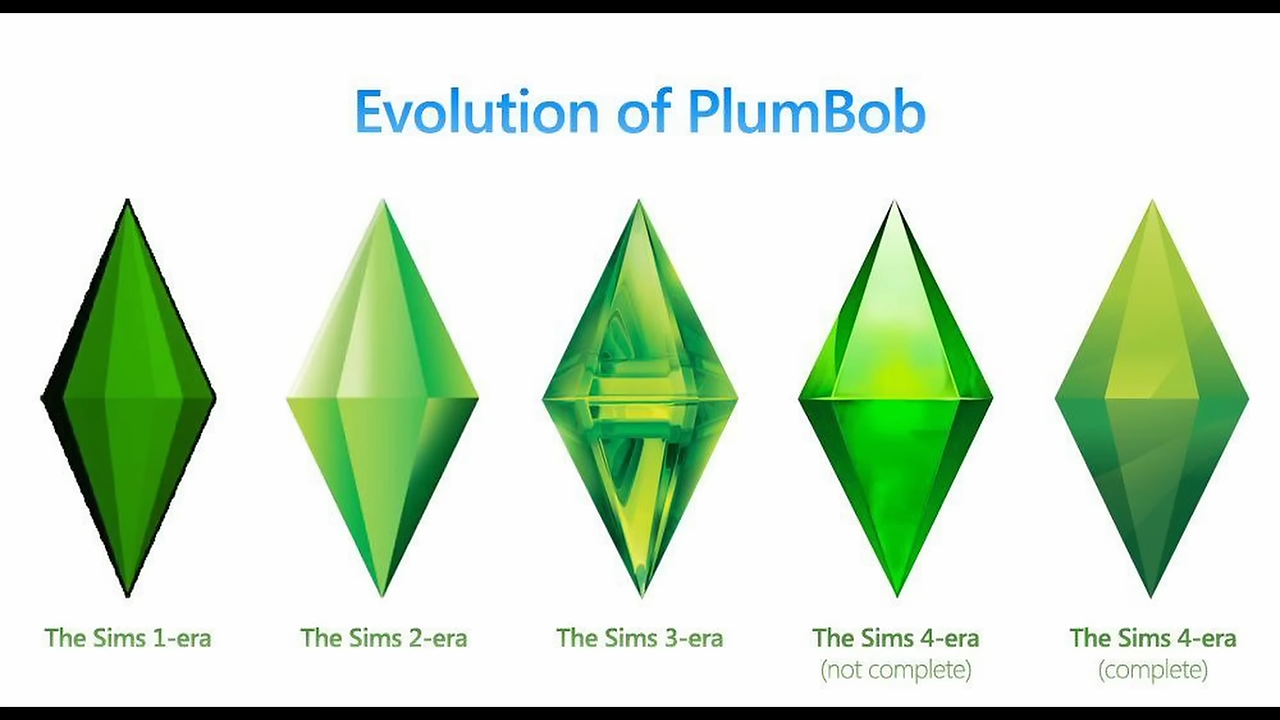 Evolution of PlumBob
The Sims 1-era
The Sims 2-era
The Sims 3-era
The Sims 4-era
(not complete)
The Sims 4-era
(complete)